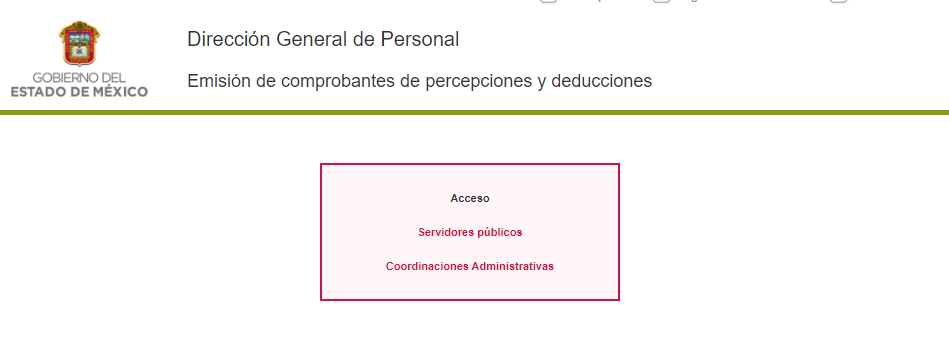 Dirección General de Personal
Emisión de comprobantes de percepciones y deducciones
GOBIERNO DEL
ESTADO DE MÉXICO
Acceso
Servidores públicos
Coordinaciones Administrativas